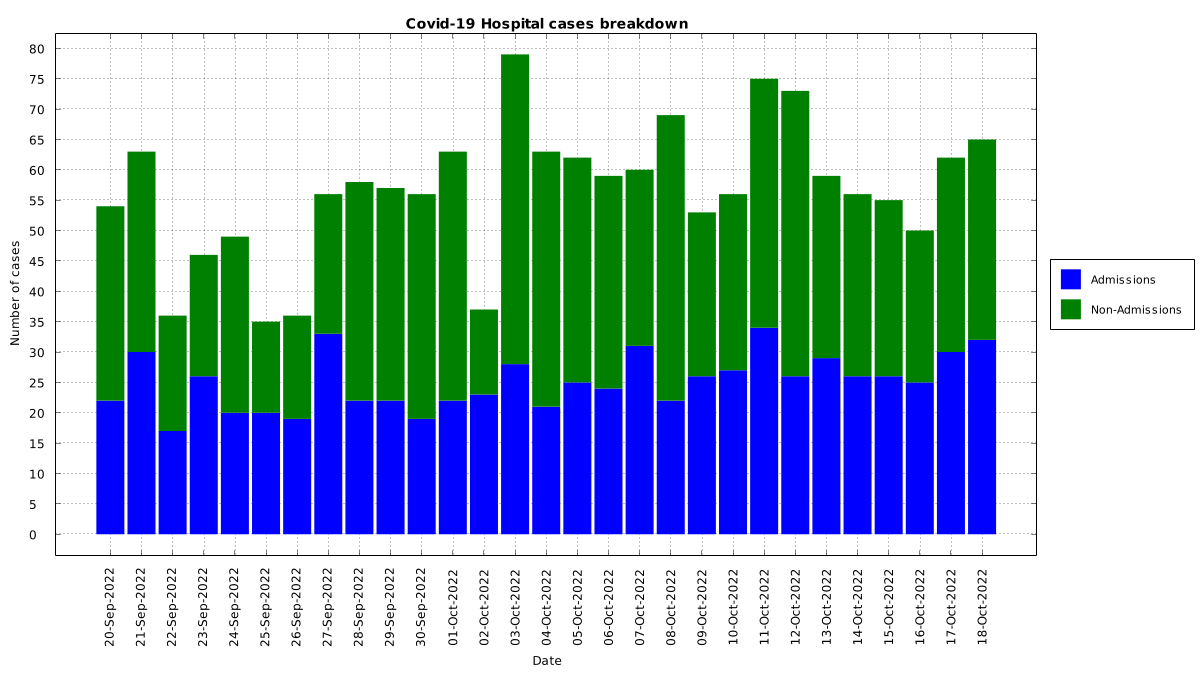 Covid-19 Hospital cases breakdown
80
75
70
65
60
55
50
45
40
35
30
25
20
15
10
5
0
Number of cases
20-Sep-2022
21-Sep-2022
22-Sep-2022
23-Sep-2022
24-Sep-2022
25-Sep-2022
26-Sep-2022
27-Sep-2022
28-Sep-2022
29-Sep-2022
30-Sep-2022
01-Oct-2022
02-Oct-2022
03-Oct-2022
04-Oct-2022
05-Oct-2022
06-Oct-2022
07-Oct-2022
08-Oct-2022
09-Oct-2022
10-Oct-2022
11-Oct-2022
12-Oct-2022
13-Oct-2022
14-Oct-2022
15-Oct-2022
16-Oct-2022
17-Oct-2022
18-Oct-2022
Date
Admissions
Non-Admissions